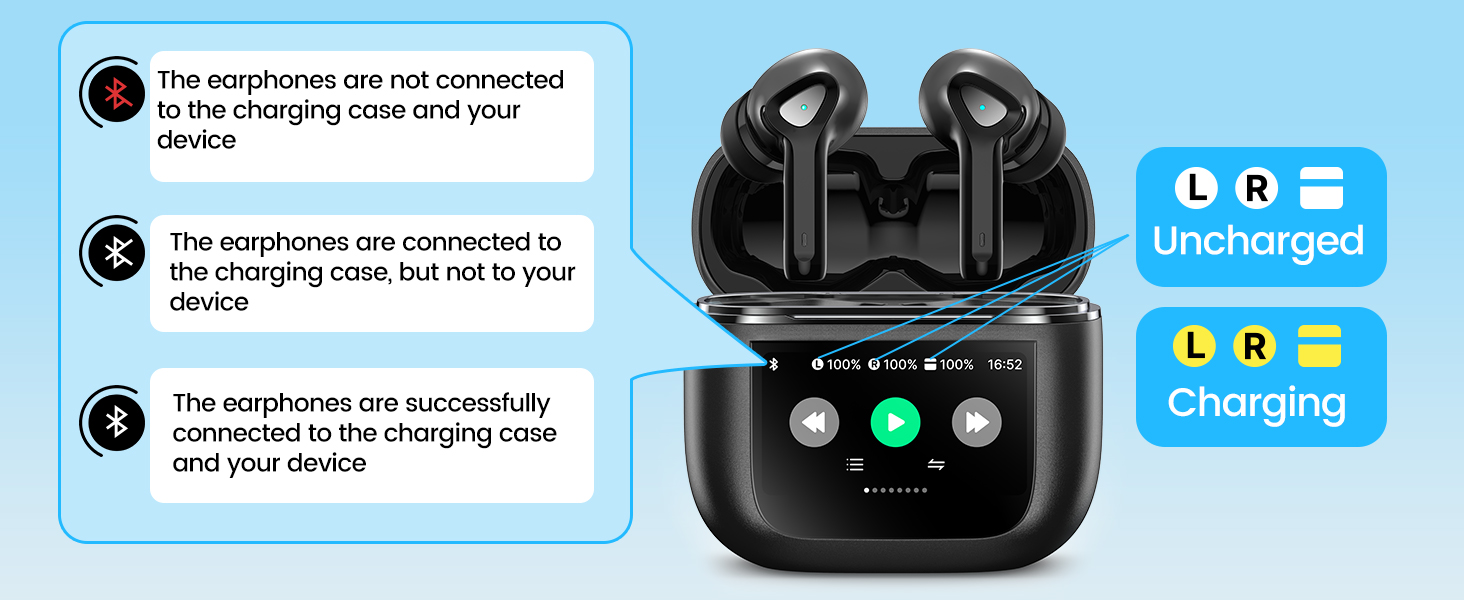 The earphones are not connected
to the charging case and your
device
The earphones are connected to
the charging case, but not to your
device
The earphones are successfully
connected to the charging case
and your device
L 100% R 100% 100% 16:52
L R
Uncharged
L R
Charging